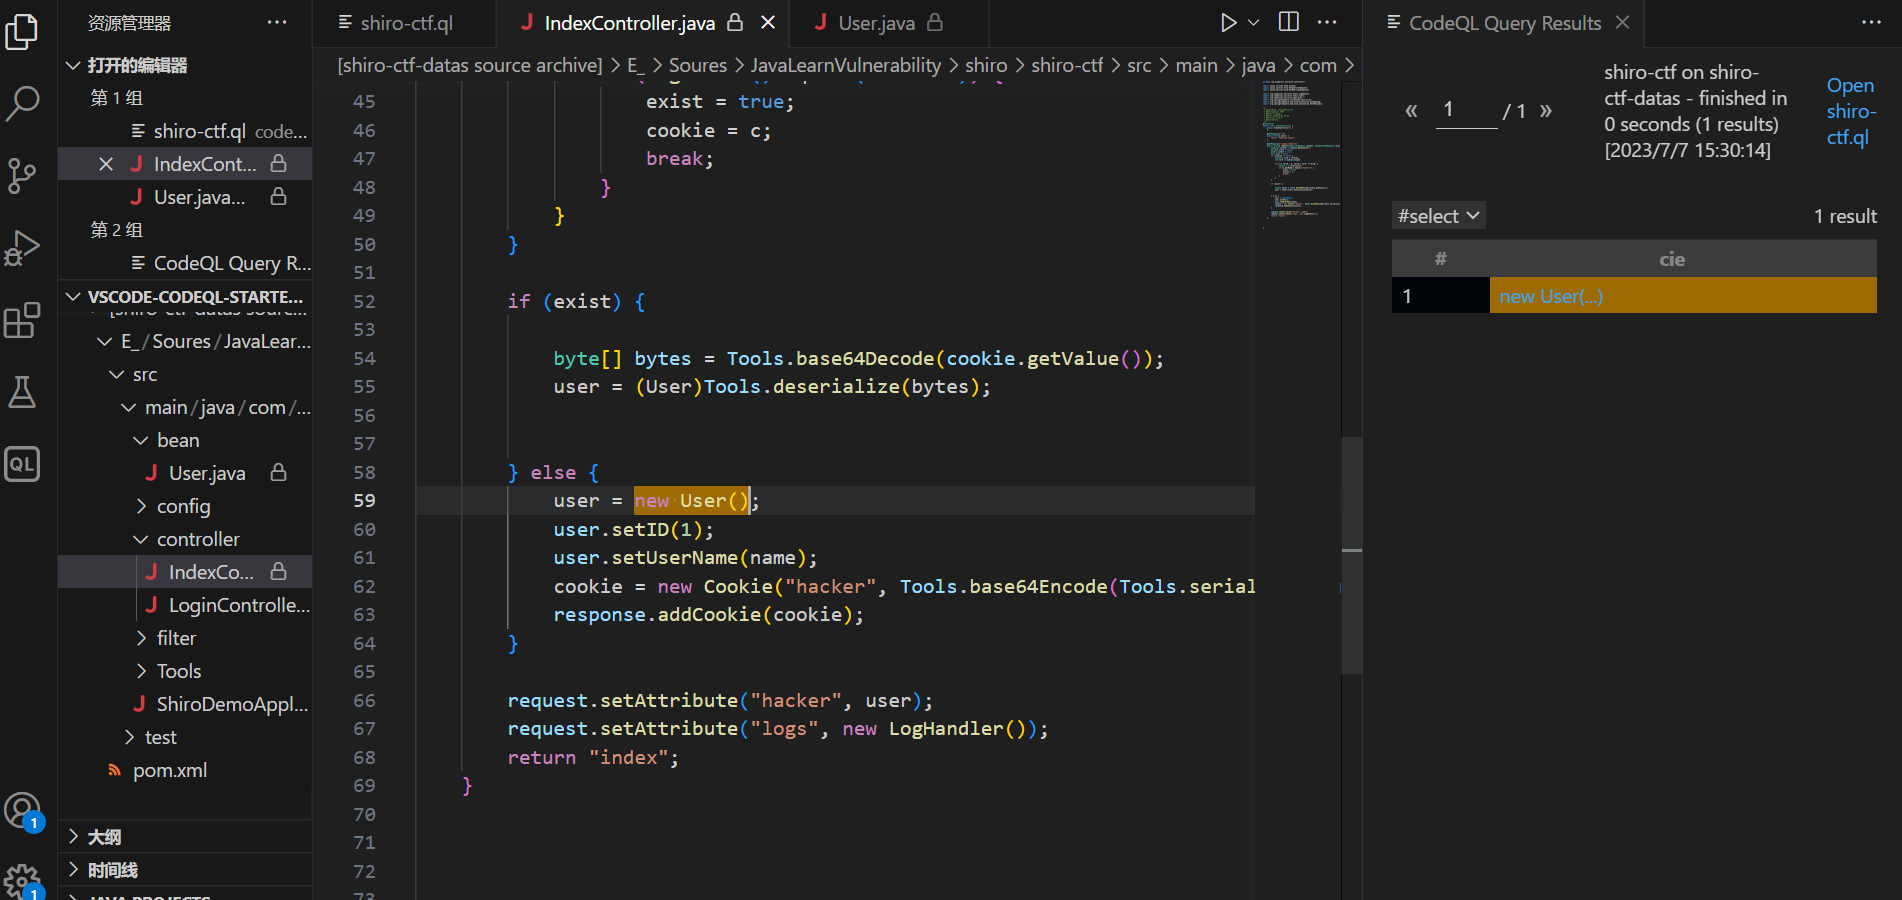 资源管理器
打开的编辑器
第 1 组
shiro-ctf.ql code...
IndexCont...
User.java...
第 2 组
CodeQL Query R...
VSCODE-CODEQL-STARTE...
E_/Soures/JavaLear...
src
main/java/com/...
bean
User.java
config
controller
IndexCo...
LoginControlle...
filter
Tools
ShiroDemoAppl...
test
pom.xml
大纲
时间线
JAVA PROJECTS
QL
1
1
shiro-ctf.ql
IndexController.java
User.java
[shiro-ctf-datas source archive] > E_ > Soures > JavaLearnVulnerability > shiro > shiro-ctf > src > main > java > com >
45 exist = true;
46 cookie = c;
47 break;
48 }
49 }
50 }
51
52 if (exist) {
53
54 byte[] bytes = Tools.base64Decode(cookie.getValue());
55 user = (User)Tools.deserialize(bytes);
56
57
58 } else {
59 user = new User();
60 user.setID(1);
61 user.setUserName(name);
62 cookie = new Cookie("hacker", Tools.base64Encode(Tools.serial
63 response.addCookie(cookie);
64 }
65
66 request.setAttribute("hacker", user);
67 request.setAttribute("logs", new LogHandler());
68 return "index";
69 }
70
71
72
73
CodeQL Query Results
« 1 / 1 »
shiro-ctf on shiro-
ctf-datas - finished in
0 seconds (1 results)
[2023/7/7 15:30:14]
Open
shiro-
ctf.ql
#select
1 result
# cie
1 new User(...)